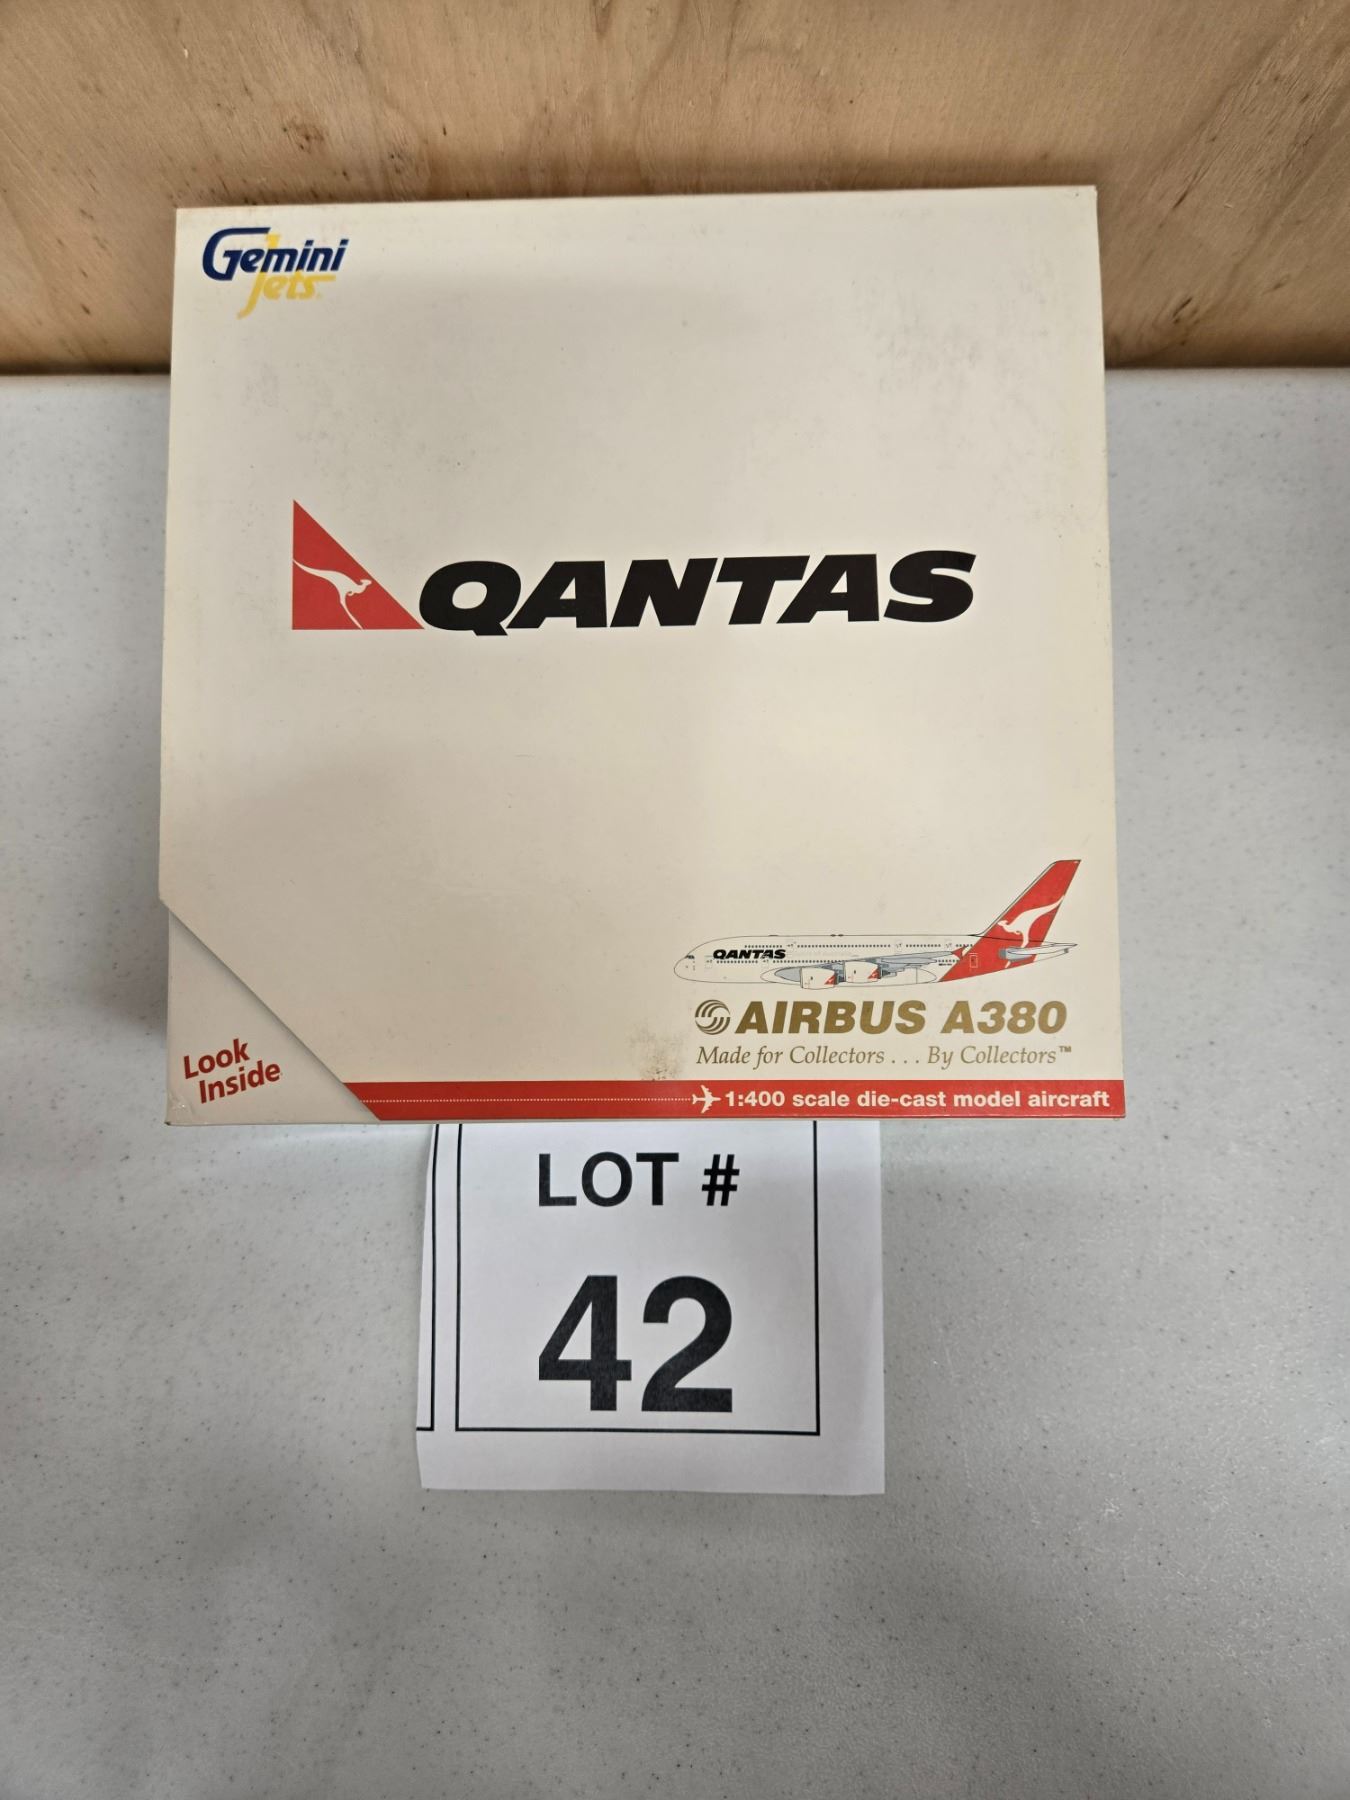 Gemini
Jets
QANTAS
QANTAS
AIRBUS A380
Made for Collectors . . . By Collectors™
Look
Inside
1:400 scale die-cast model aircraft
LOT #
42